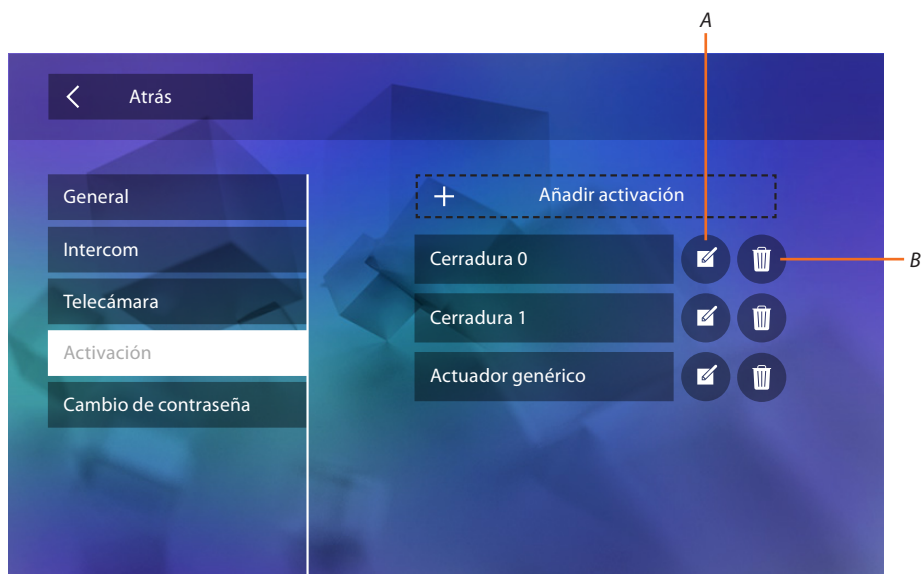 A
Atrás
General
Intercom
Telecámara
Activación
Cambio de contraseña
Añadir activación
Cerradura 0
B
Cerradura 1
Actuador genérico